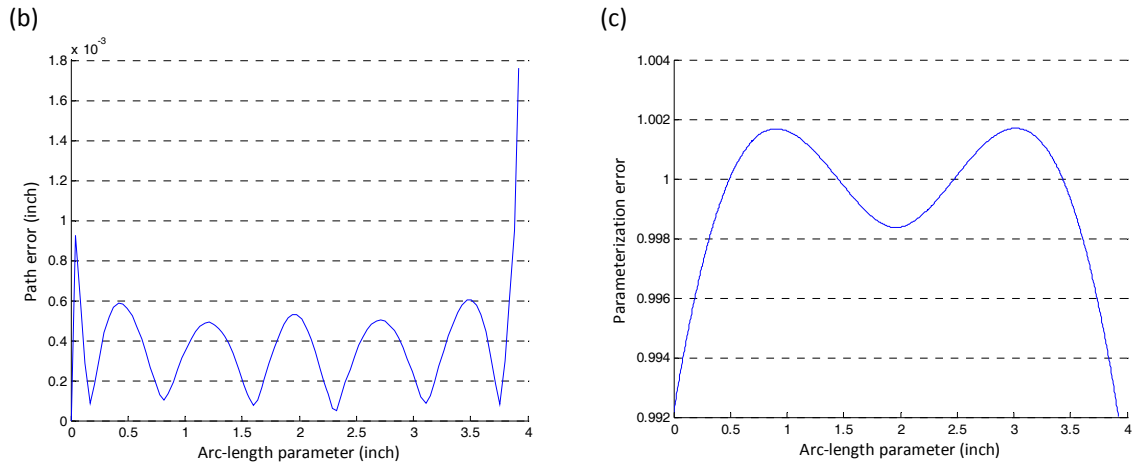 (b)
x 10^-3
1.8
1.6
1.4
1.2
1
0.8
0.6
0.4
0.2
0
Path error (inch)
0 0.5 1 1.5 2 2.5 3 3.5 4
Arc-length parameter (inch)
(c)
1.004
1.002
1
0.998
0.996
0.994
0.992
Parameterization error
0 0.5 1 1.5 2 2.5 3 3.5 4
Arc-length parameter (inch)